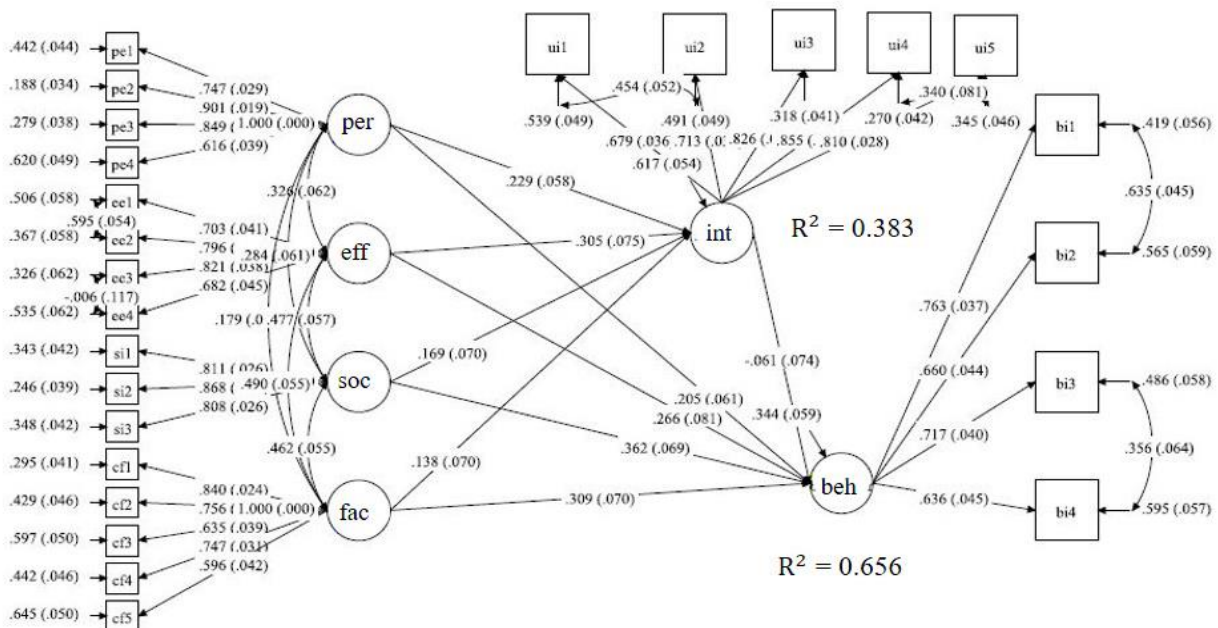 ui1
ui2
ui3
ui4
ui5
.454 (.052)
.340 (.081)
.539 (.049)
.491 (.049)
.318 (.041)
.270 (.042)
.345 (.046)
.679 (.036
.713
.826
.855
.810 (.028)
.617 (.054)
.442 (.044)
pe1
.188 (.034)
pe2
.279 (.038)
pe3
.620 (.049)
pe4
.747 (.029)
.901 (.019)
.849
1.000 (.000)
.616 (.039)
per
.506 (.058)
ee1
.595 (.054)
.367 (.058)
ee2
.326 (.062)
ee3
-.006 (.117)
.535 (.062)
ee4
.703 (.041)
.796
.821 (.038)
.682 (.045)
eff
.326 (.062)
.284 (.061)
.179
.477 (.057)
.343 (.042)
si1
.246 (.039)
si2
.348 (.042)
si3
.811 (.026)
.868
.490 (.055)
.808 (.026)
soc
.462 (.055)
.295 (.041)
cf1
.429 (.046)
cf2
.597 (.050)
cf3
.442 (.046)
cf4
.645 (.050)
cf5
.840 (.024)
.756
1.000 (.000)
.635 (.039)
.747 (.031)
.596 (.042)
fac
.229 (.058)
.305 (.075)
.169 (.070)
.138 (.070)
int
R² = 0.383
-.061 (.074)
.205 (.061)
.266 (.081)
.362 (.069)
.309 (.070)
.344 (.059)
beh
R² = 0.656
.763 (.037)
.660 (.044)
.717 (.040)
.636 (.045)
bi1
.419 (.056)
.635 (.045)
bi2
.565 (.059)
bi3
.486 (.058)
.356 (.064)
bi4
.595 (.057)